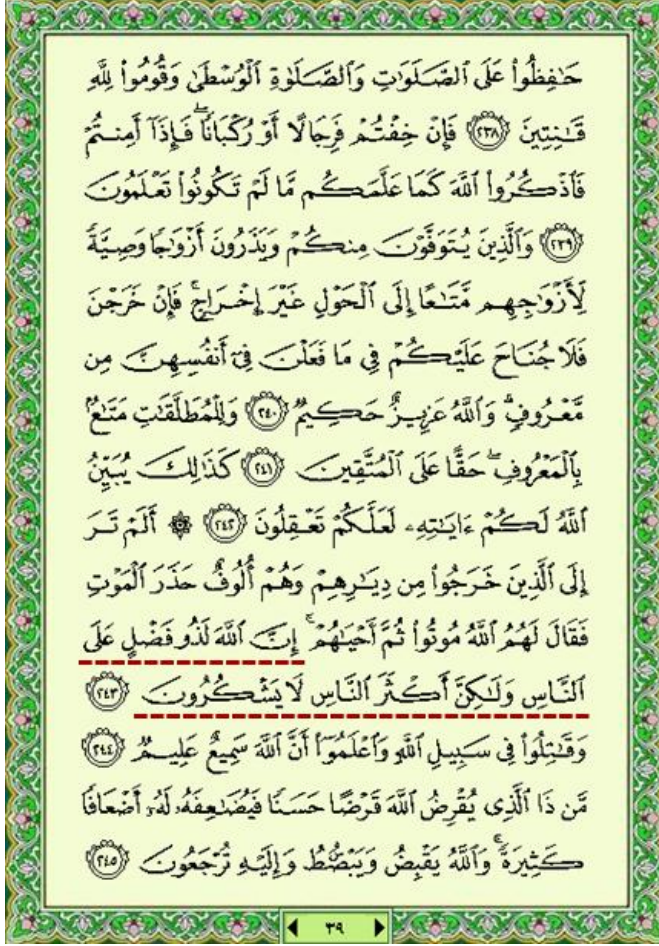 حَٰفِظُوا۟ عَلَى ٱلصَّلَوَٰتِ وَٱلصَّلَوٰةِ ٱلْوُسْطَىٰ وَقُومُوا۟ لِلَّهِ
قَٰنِتِينَ ﴿٢٣٨﴾ فَإِنْ خِفْتُمْ فَرِجَالًا أَوْ رُكْبَانًا ۖ فَإِذَآ أَمِنتُمْ
فَٱذْكُرُوا۟ ٱللَّهَ كَمَا عَلَّمَكُم مَّا لَمْ تَكُونُوا۟ تَعْلَمُونَ
﴿٢٣٩﴾ وَٱلَّذِينَ يُتَوَفَّوْنَ مِنكُمْ وَيَذَرُونَ أَزْوَٰجًا وَصِيَّةً
لِّأَزْوَٰجِهِم مَّتَٰعًا إِلَى ٱلْحَوْلِ غَيْرَ إِخْرَاجٍ ۚ فَإِنْ خَرَجْنَ
فَلَا جُنَاحَ عَلَيْكُمْ فِى مَا فَعَلْنَ فِىٓ أَنفُسِهِنَّ مِن
مَّعْرُوفٍ ۗ وَٱللَّهُ عَزِيزٌ حَكِيمٌ ﴿٢٤٠﴾ وَلِلْمُطَلَّقَٰتِ مَتَٰعٌۢ
بِٱلْمَعْرُوفِ ۖ حَقًّا عَلَى ٱلْمُتَّقِينَ ﴿٢٤١﴾ كَذَٰلِكَ يُبَيِّنُ
ٱللَّهُ لَكُمْ ءَايَٰتِهِۦ لَعَلَّكُمْ تَعْقِلُونَ ﴿٢٤٢﴾ ۞ أَلَمْ تَرَ
إِلَى ٱلَّذِينَ خَرَجُوا۟ مِن دِيَٰرِهِمْ وَهُمْ أُلُوفٌ حَذَرَ ٱلْمَوْتِ
فَقَالَ لَهُمُ ٱللَّهُ مُوتُوا۟ ثُمَّ أَحْيَٰهُمْ ۚ إِنَّ ٱللَّهَ لَذُو فَضْلٍ عَلَى
ٱلنَّاسِ وَلَٰكِنَّ أَكْثَرَ ٱلنَّاسِ لَا يَشْكُرُونَ ﴿٢٤٣﴾
وَقَٰتِلُوا۟ فِى سَبِيلِ ٱللَّهِ وَٱعْلَمُوٓا۟ أَنَّ ٱللَّهَ سَمِيعٌ عَلِيمٌ ﴿٢٤٤﴾
مَّن ذَا ٱلَّذِى يُقْرِضُ ٱللَّهَ قَرْضًا حَسَنًا فَيُضَٰعِفَهُۥ لَهُۥٓ أَضْعَافًا
كَثِيرَةً ۚ وَٱللَّهُ يَقْبِضُ وَيَبْصُۜطُ وَإِلَيْهِ تُرْجَعُونَ ﴿٢٤٥﴾
٣٩